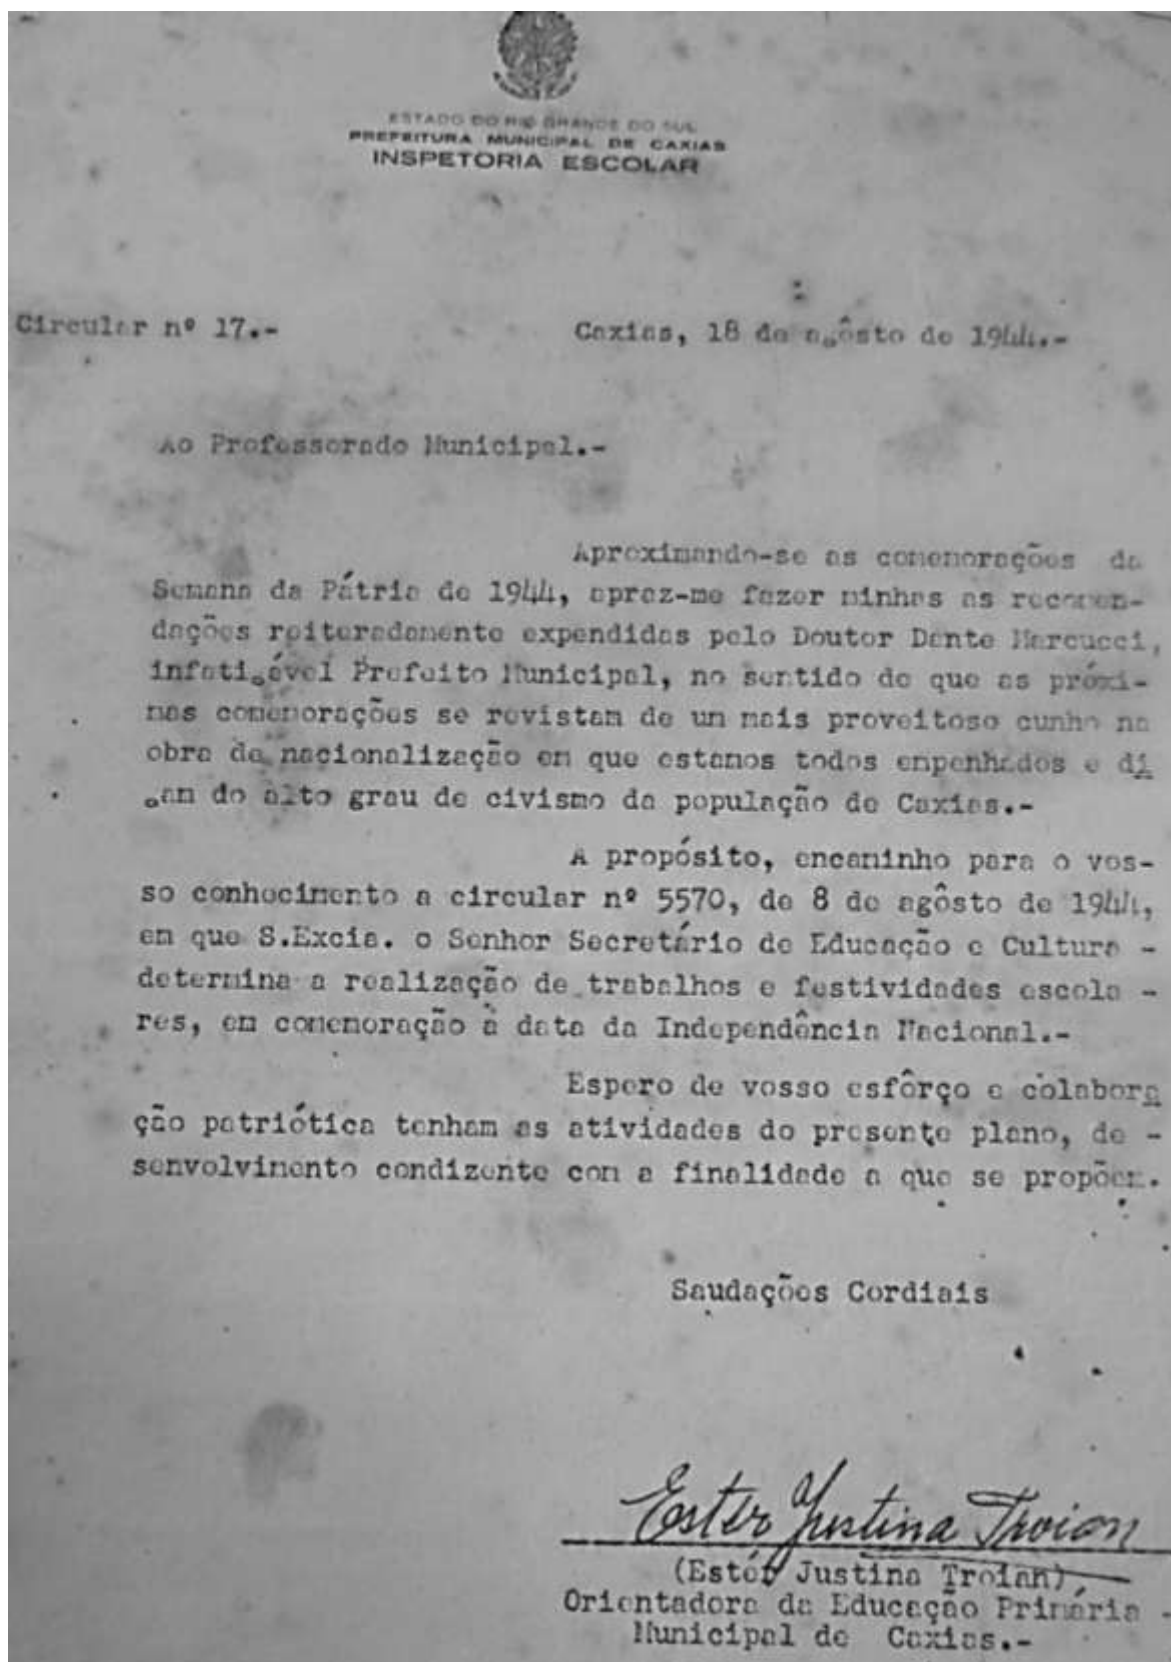 ESTADO DO RIO GRANDE DO SUL
PREFEITURA MUNICIPAL DE CAXIAS
INSPETORIA ESCOLAR
Circular nº 17.-
Caxias, 18 de agôsto de 1944.-
Ao Professorado Municipal.-
Aproximando-se as comemorações da
Semana da Pátria de 1944, apraz-me fazer minhas as recomen-
dações reiteradamente expendidas pelo Doutor Dante Marcucci,
infatigável Prefeito Municipal, no sentido de que as próxi-
mas comemorações se revistam de um mais proveitoso cunho na
obra de nacionalização em que estamos todos empenhados e di
gam do alto grau de civismo da população de Caxias.-
A propósito, encaminho para o vos-
so conhecimento a circular nº 5570, de 8 de agôsto de 1944,
em que S.Excia. o Senhor Secretário de Educação e Cultura -
determina a realização de trabalhos e festividades escola -
res, em comemoração à data da Independência Nacional.-
Espero de vosso esfôrço e colabora
ção patriótica tenham as atividades do presente plano, de -
senvolvimento condizente com a finalidade a que se propõem.
Saudações Cordiais
Ester Justina Troian
(Estér Justina Troian)
Orientadora da Educação Primária -
Municipal de Caxias.-